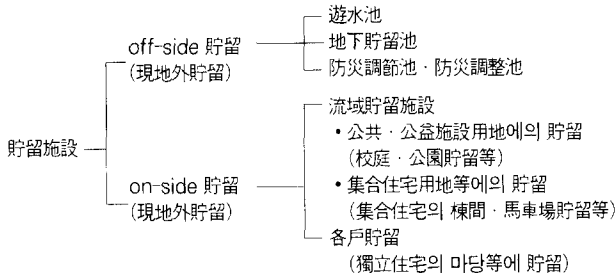 貯留施設
off-side 貯留
(現地外貯留)
遊水池
地下貯留池
防災調節池 · 防災調整池
on-side 貯留
(現地外貯留)
流域貯留施設
• 公共 · 公益施設用地에의 貯留
(校庭 · 公園貯留等)
• 集合住宅用地等에의 貯留
(集合住宅의 棟間 · 馬車場貯留等)
各戶貯留
(獨立住宅의 마당等에 貯留)